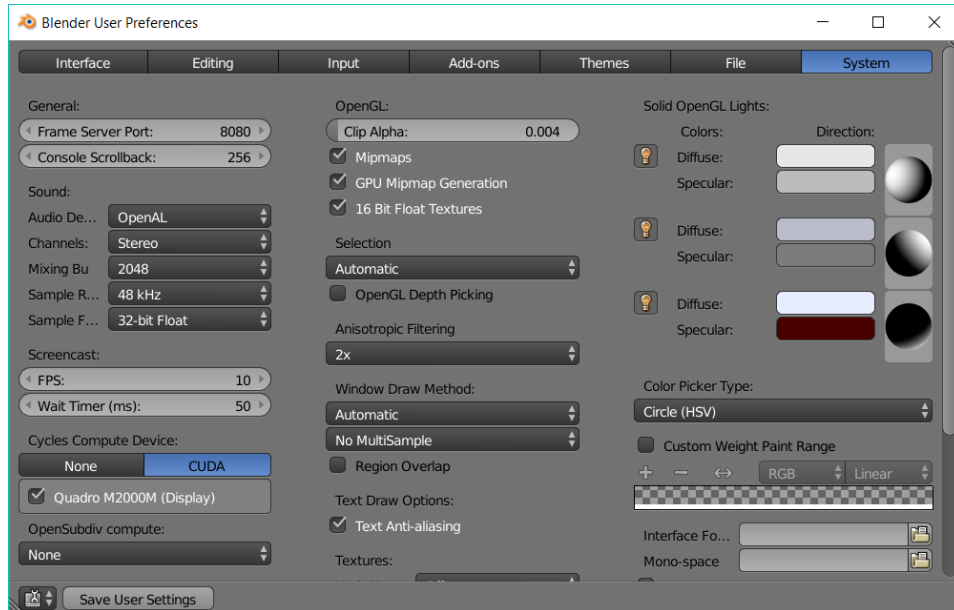 Blender User Preferences
Interface Editing Input Add-ons Themes File System
General:
Frame Server Port: 8080
Console Scrollback: 256
Sound:
Audio De... OpenAL
Channels: Stereo
Mixing Bu 2048
Sample R... 48 kHz
Sample F... 32-bit Float
Screencast:
FPS: 10
Wait Timer (ms): 50
Cycles Compute Device:
None CUDA
Quadro M2000M (Display)
OpenSubdiv compute:
None
OpenGL:
Clip Alpha: 0.004
Mipmaps
GPU Mipmap Generation
16 Bit Float Textures
Selection
Automatic
OpenGL Depth Picking
Anisotropic Filtering
2x
Window Draw Method:
Automatic
No MultiSample
Region Overlap
Text Draw Options:
Text Anti-aliasing
Textures:
Solid OpenGL Lights:
Colors: Direction:
Diffuse:
Specular:
Diffuse:
Specular:
Diffuse:
Specular:
Color Picker Type:
Circle (HSV)
Custom Weight Paint Range
RGB Linear
Interface Fo...
Mono-space
Save User Settings